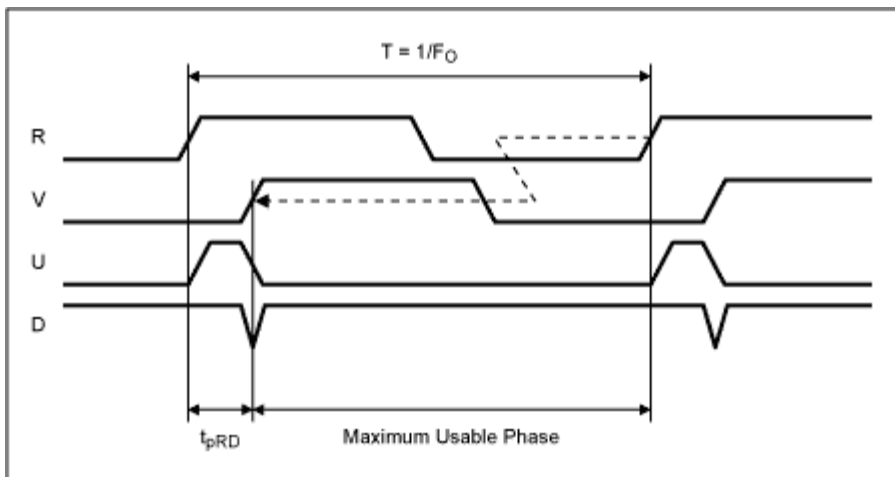 T = 1/FO
R
V
U
D
tpRD
Maximum Usable Phase